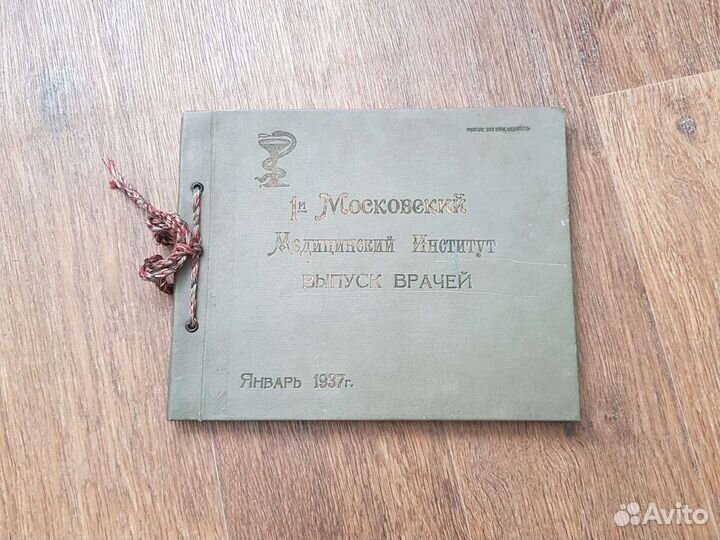 1й Московский
Медицинский Институт
ВЫПУСК ВРАЧЕЙ
Январь 1937г.
Avito